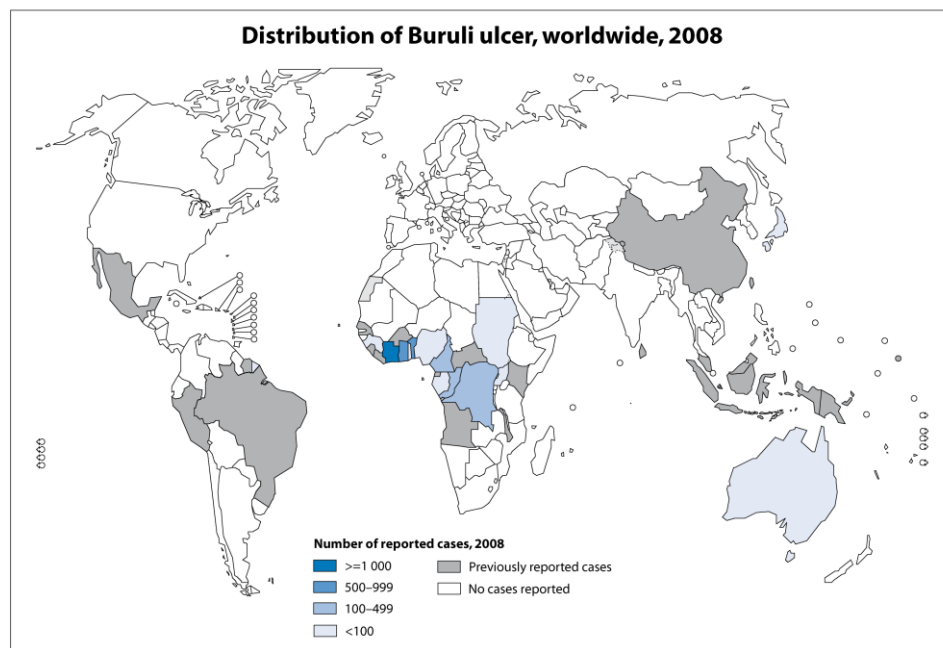 Distribution of Buruli ulcer, worldwide, 2008
Number of reported cases, 2008
>=1 000
500–999
100–499
<100
Previously reported cases
No cases reported